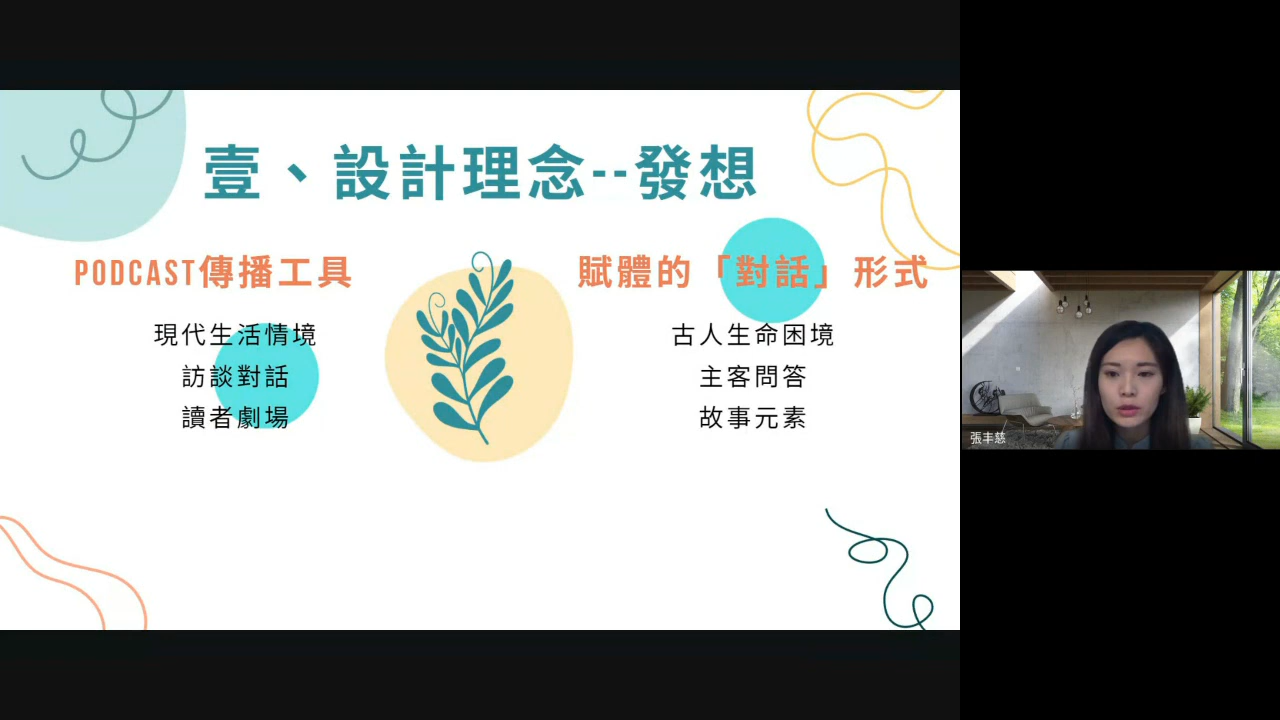 壹、設計理念--發想
PODCAST傳播工具
現代生活情境
訪談對話
讀者劇場
賦體的「對話」形式
古人生命困境
主客問答
故事元素
張丰慈